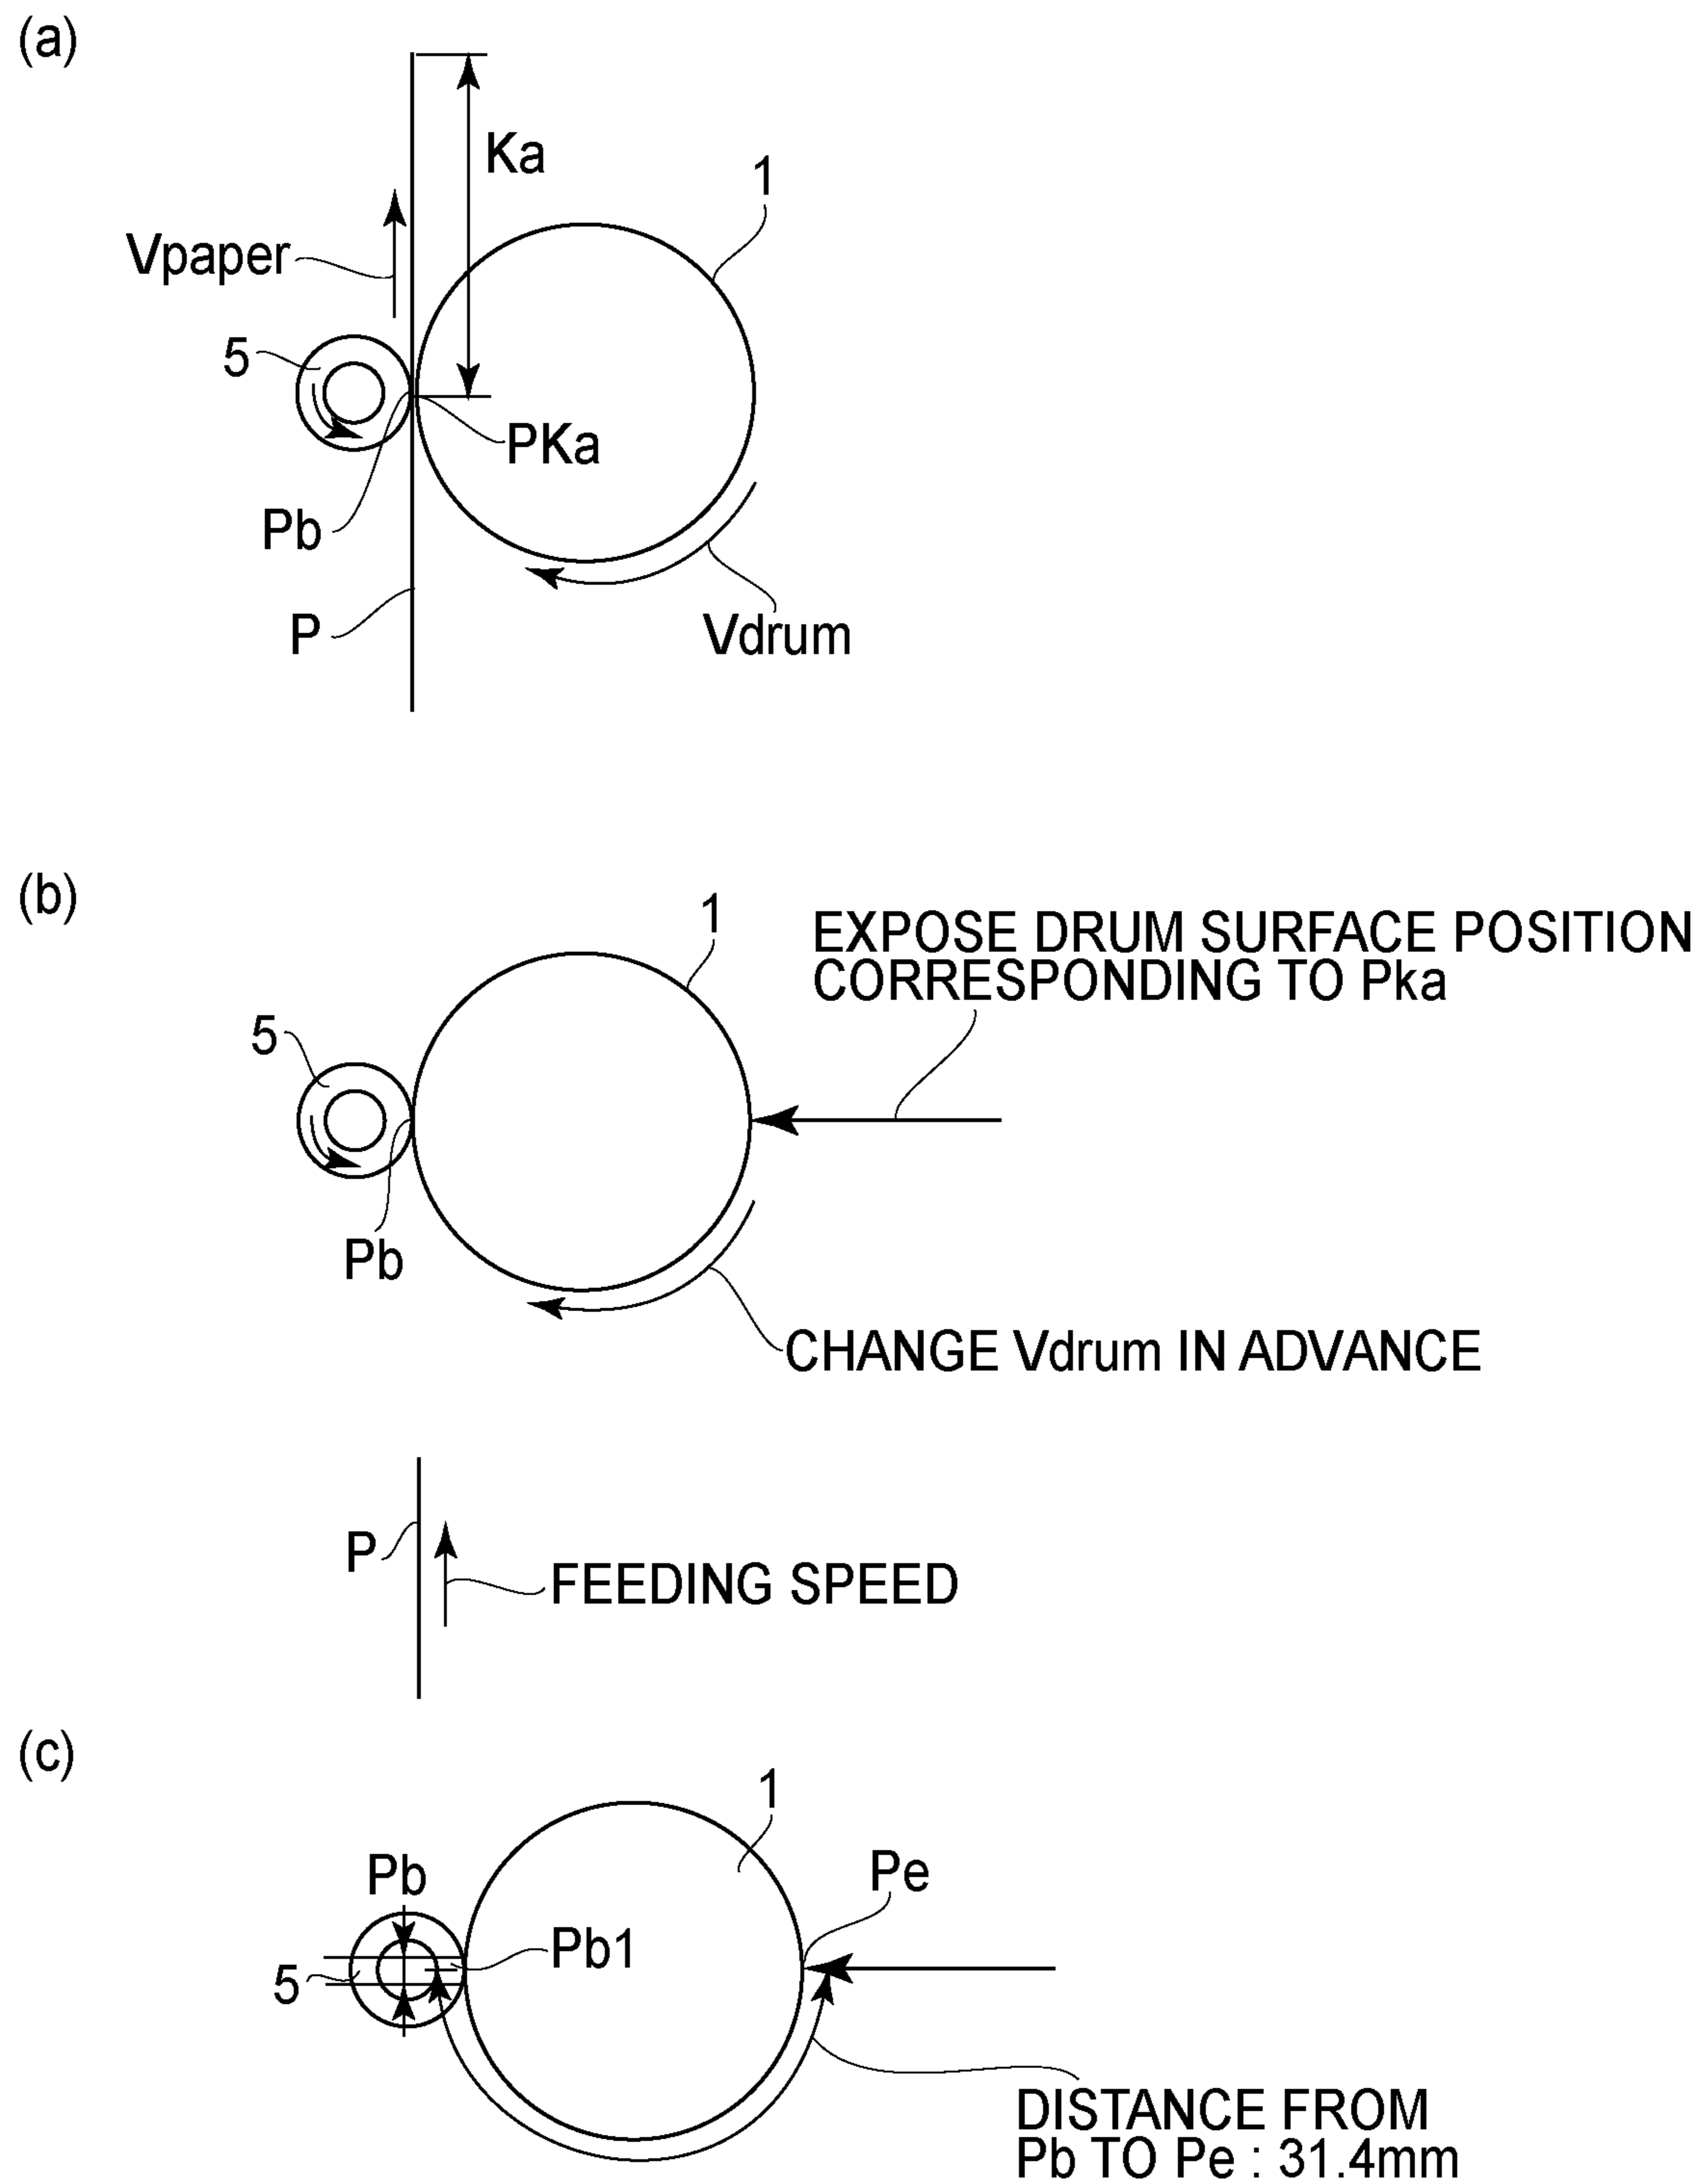 (a)
Ka
1
Vpaper
5
PKa
Pb
P
Vdrum
(b)
1
EXPOSE DRUM SURFACE POSITION
CORRESPONDING TO Pka
5
Pb
CHANGE Vdrum IN ADVANCE
P
FEEDING SPEED
(c)
1
Pb
Pe
Pb1
5
DISTANCE FROM
Pb TO Pe : 31.4mm